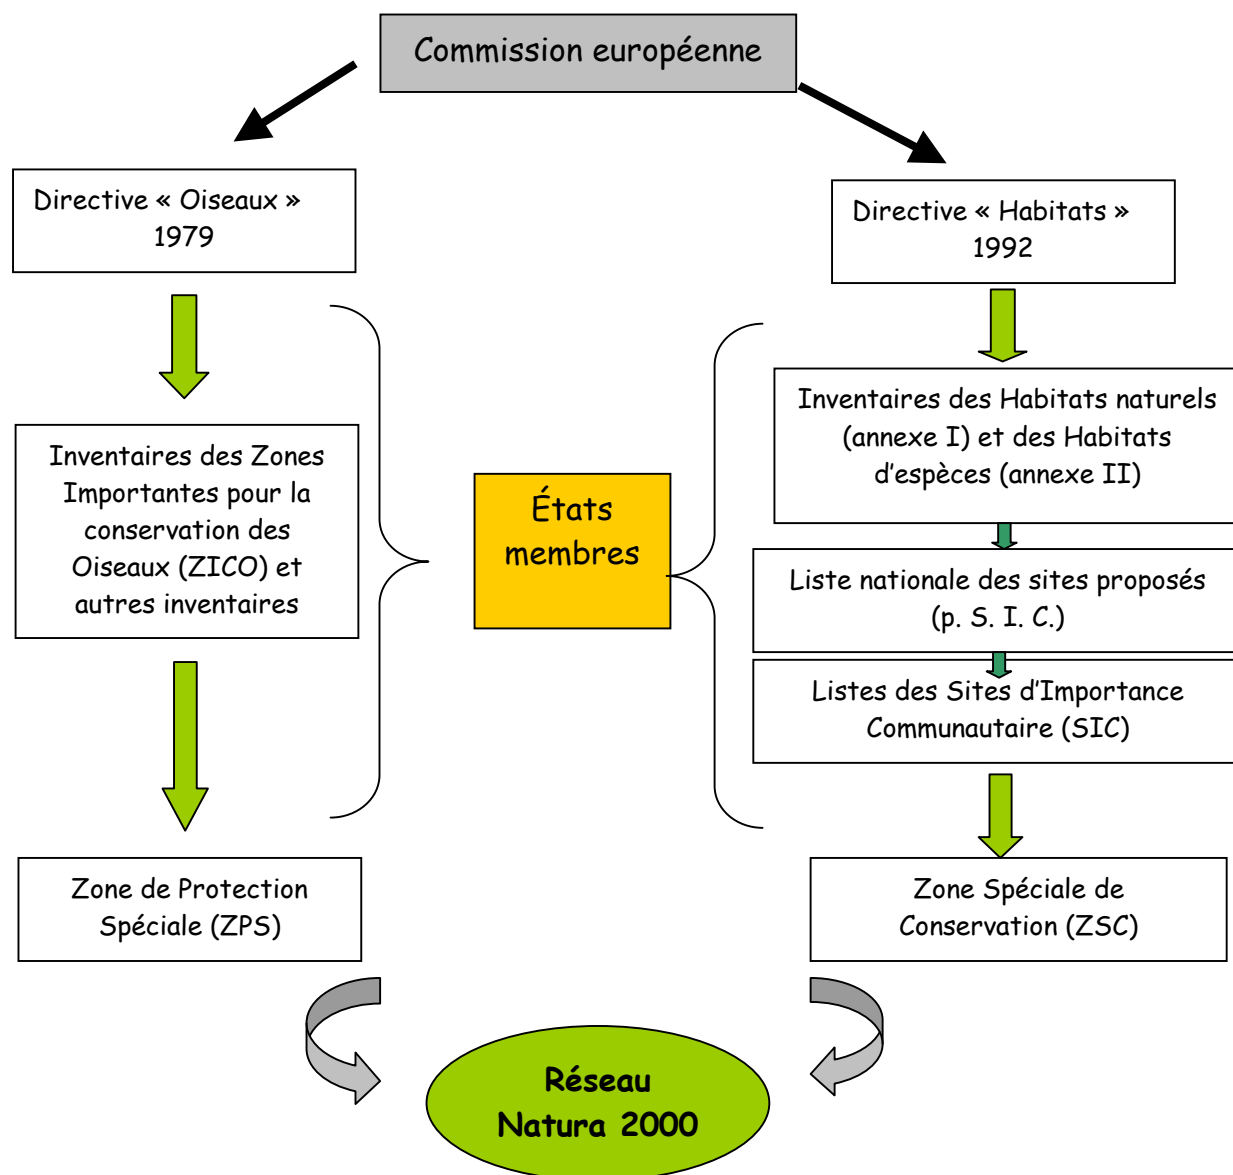 Commission européenne
Directive « Oiseaux »
1979
Directive « Habitats »
1992
Inventaires des Zones
Importantes pour la
conservation des
Oiseaux (ZICO) et
autres inventaires
États
membres
Inventaires des Habitats naturels
(annexe I) et des Habitats
d'espèces (annexe II)
Liste nationale des sites proposés
(p. S. I. C.)
Listes des Sites d'Importance
Communautaire (SIC)
Zone de Protection
Spéciale (ZPS)
Zone Spéciale de
Conservation (ZSC)
Réseau
Natura 2000